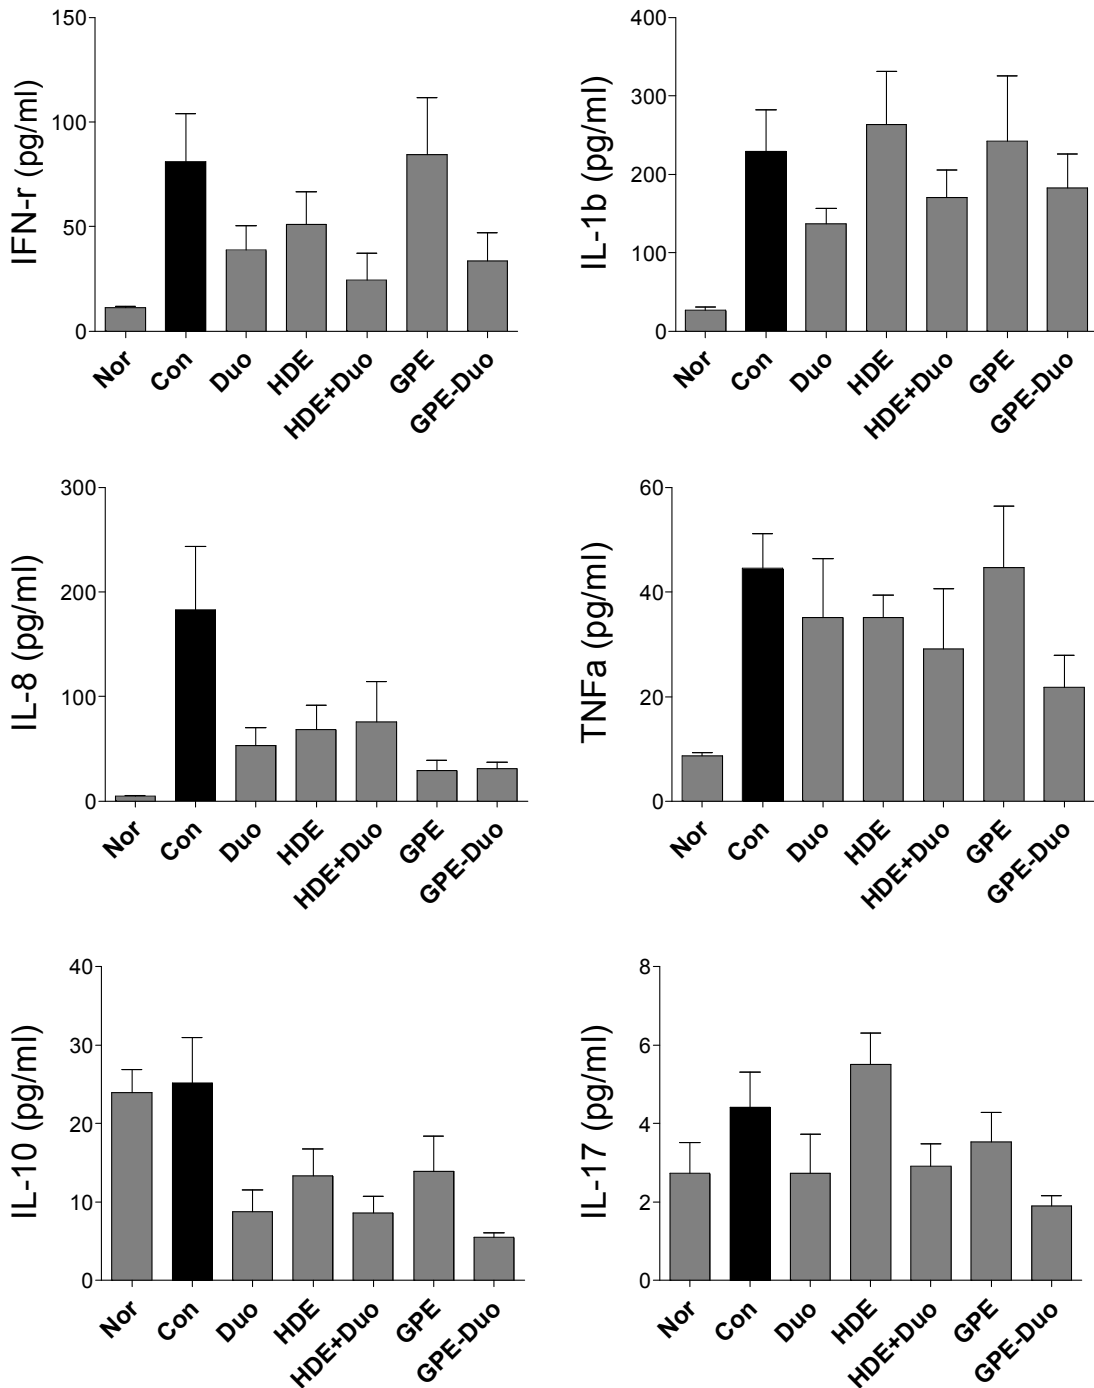 IFN-r (pg/ml)
150
100
50
0
Nor
Con
Duo
HDE
HDE+Duo
GPE
GPE-Duo
IL-1b (pg/ml)
400
300
200
100
0
Nor
Con
Duo
HDE
HDE+Duo
GPE
GPE-Duo
IL-8 (pg/ml)
300
200
100
0
Nor
Con
Duo
HDE
HDE+Duo
GPE
GPE-Duo
TNFa (pg/ml)
60
40
20
0
Nor
Con
Duo
HDE
HDE+Duo
GPE
GPE-Duo
IL-10 (pg/ml)
40
30
20
10
0
Nor
Con
Duo
HDE
HDE+Duo
GPE
GPE-Duo
IL-17 (pg/ml)
8
6
4
2
0
Nor
Con
Duo
HDE
HDE+Duo
GPE
GPE-Duo